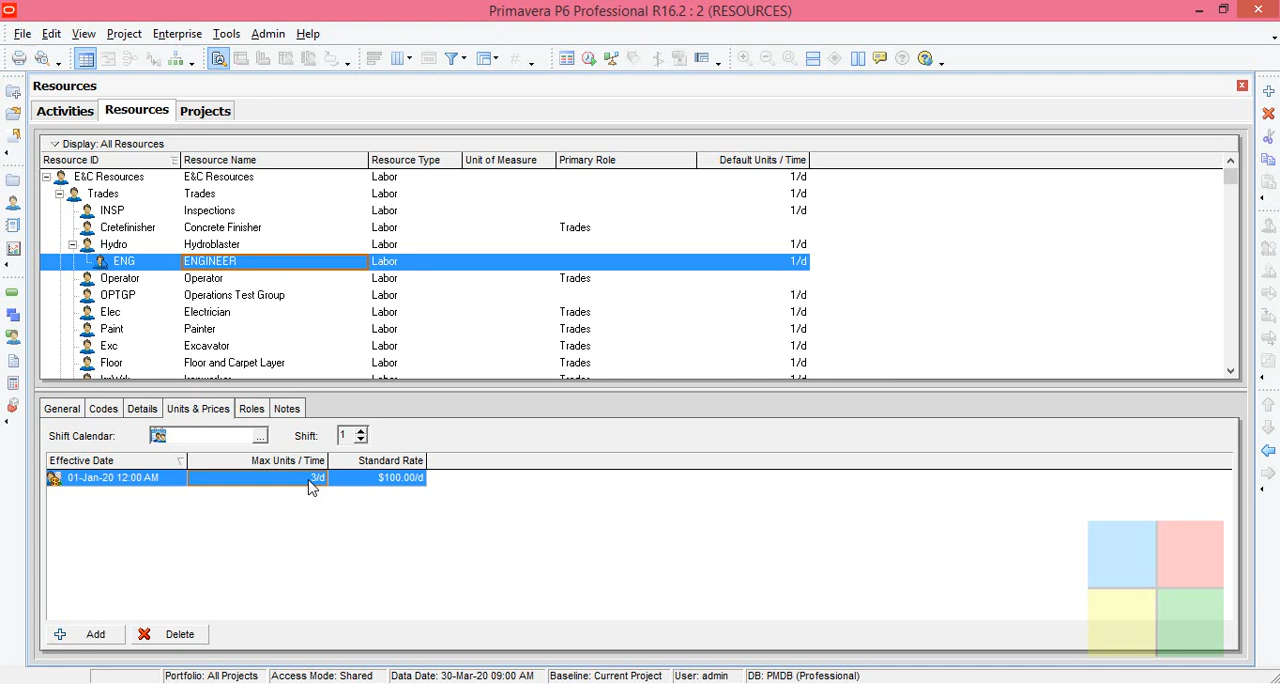 Primavera P6 Professional R16.2 : 2 (RESOURCES)
File Edit View Project Enterprise Tools Admin Help
Resources
Activities Resources Projects
Display: All Resources
Resource ID Resource Name Resource Type Unit of Measure Primary Role Default Units / Time
E&C Resources E&C Resources Labor 1/d
Trades Trades Labor 1/d
INSP Inspections Labor 1/d
Cretefinisher Concrete Finisher Labor Trades
Hydro Hydroblaster Labor 1/d
ENG ENGINEER Labor 1/d
Operator Operator Labor Trades
OPTGP Operations Test Group Labor 1/d
Elec Electrician Labor Trades 1/d
Paint Painter Labor Trades 1/d
Exc Excavator Labor Trades 1/d
Floor Floor and Carpet Layer Labor Trades 1/d
General Codes Details Units & Prices Roles Notes
Shift Calendar: ... Shift: 1
Effective Date Max Units / Time Standard Rate
01-Jan-20 12:00 AM 3/d $100.00/d
Add Delete
Portfolio: All Projects Access Mode: Shared Data Date: 30-Mar-20 09:00 AM Baseline: Current Project User: admin DB: PMDB (Professional)